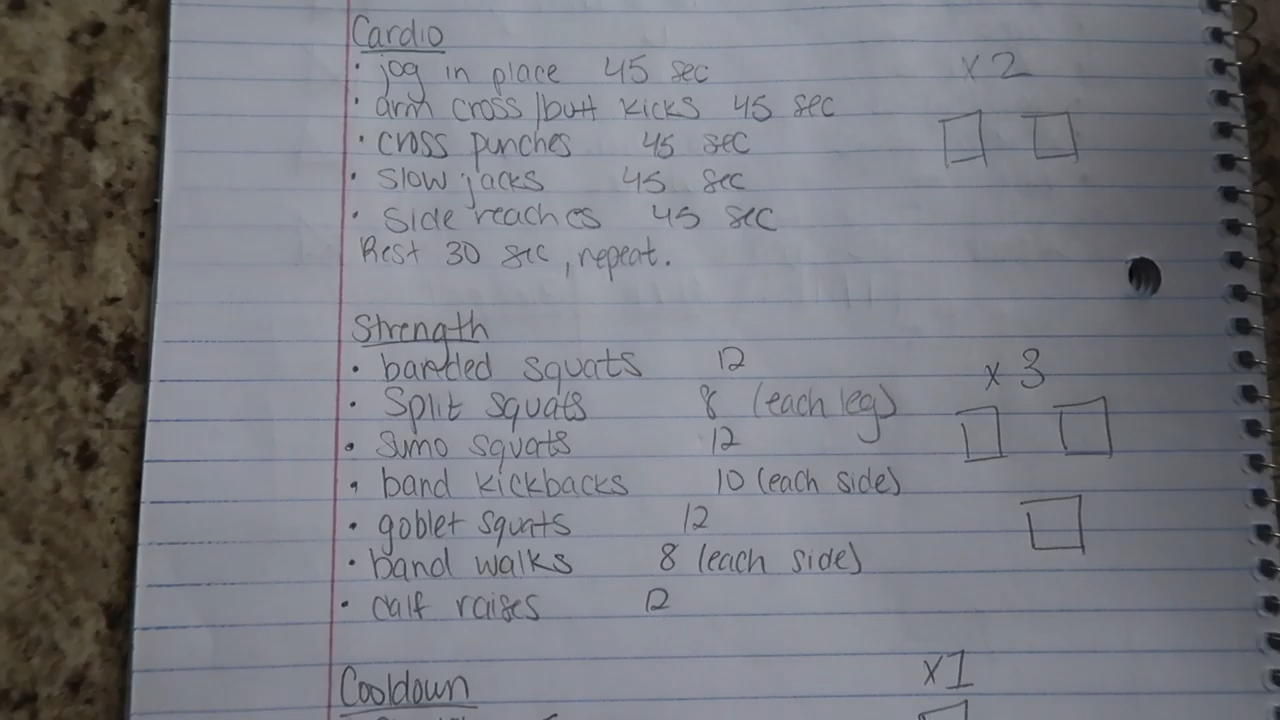 Cardio
• jog in place 45 sec x2
• arm cross/butt kicks 45 sec
• cross punches 45 sec
• slow jacks 45 sec
• side reaches 45 sec
Rest 30 sec, repeat.
Strength
• banded squats 12 x 3
• Split squats 8 (each leg)
• sumo squats 12
• band kickbacks 10 (each side)
• goblet squats 12
• band walks 8 (each side)
• calf raises 12
Cooldown x1